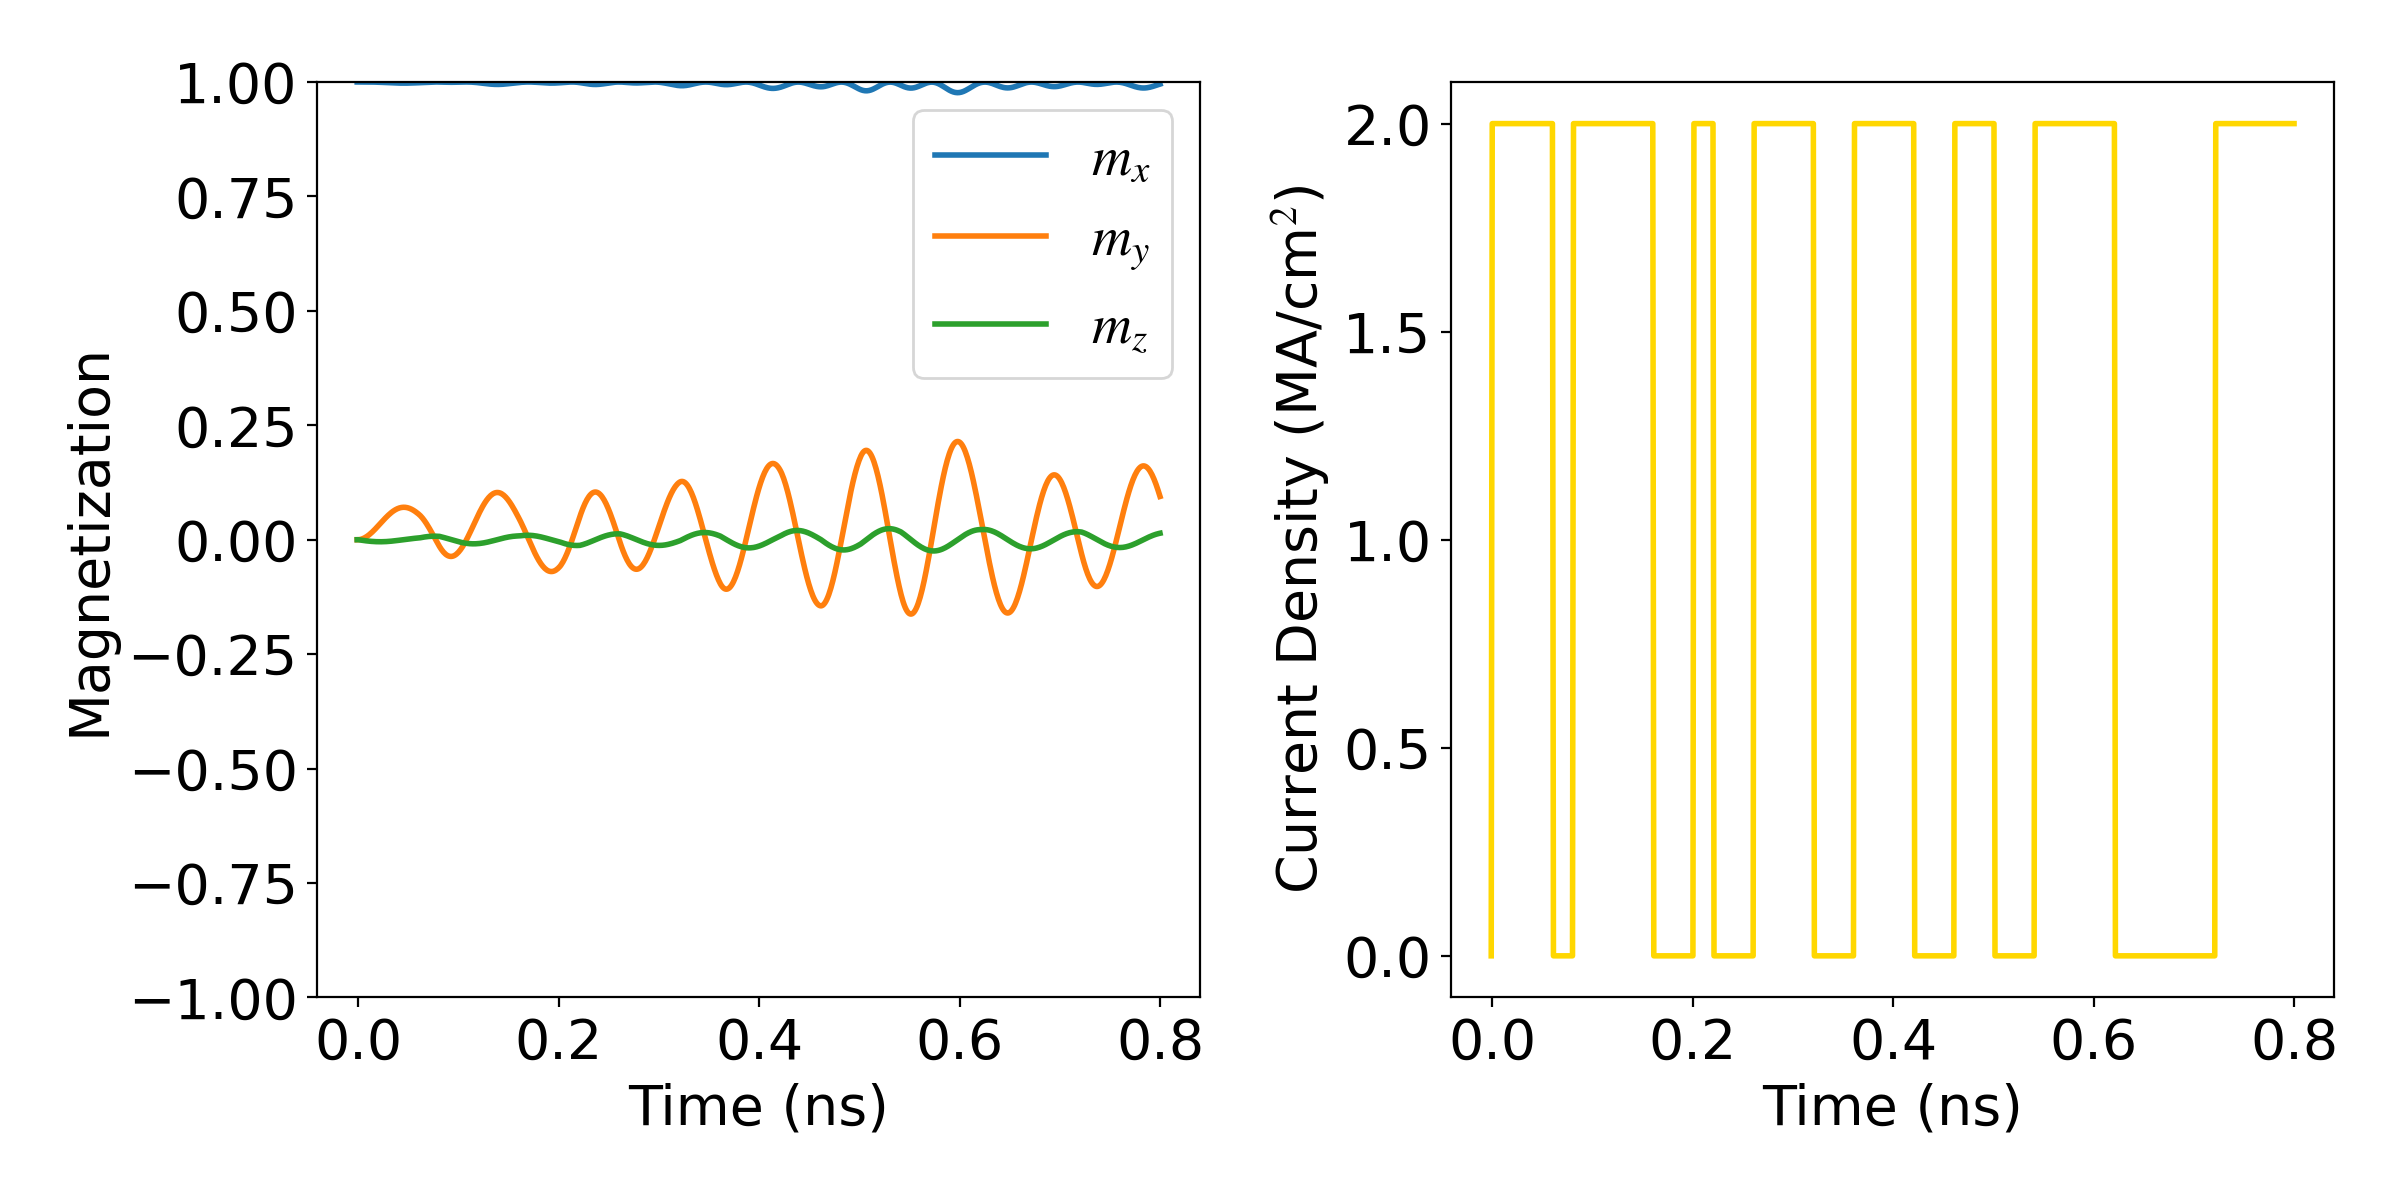 1.00
0.75
0.50
0.25
0.00
−0.25
−0.50
−0.75
−1.00
Magnetization
0.0 0.2 0.4 0.6 0.8
Time (ns)
m_x
m_y
m_z
2.0
1.5
1.0
0.5
0.0
Current Density (MA/cm²)
0.0 0.2 0.4 0.6 0.8
Time (ns)